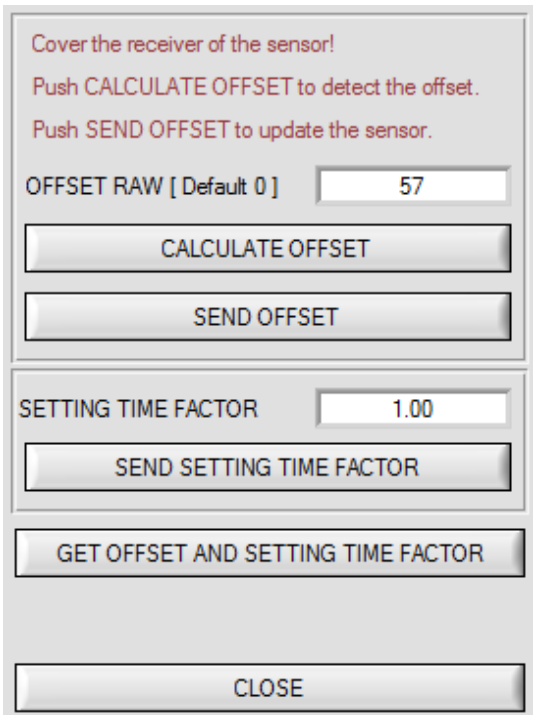 Cover the receiver of the sensor!
Push CALCULATE OFFSET to detect the offset.
Push SEND OFFSET to update the sensor.
OFFSET RAW [ Default 0 ] 57
CALCULATE OFFSET
SEND OFFSET
SETTING TIME FACTOR 1.00
SEND SETTING TIME FACTOR
GET OFFSET AND SETTING TIME FACTOR
CLOSE